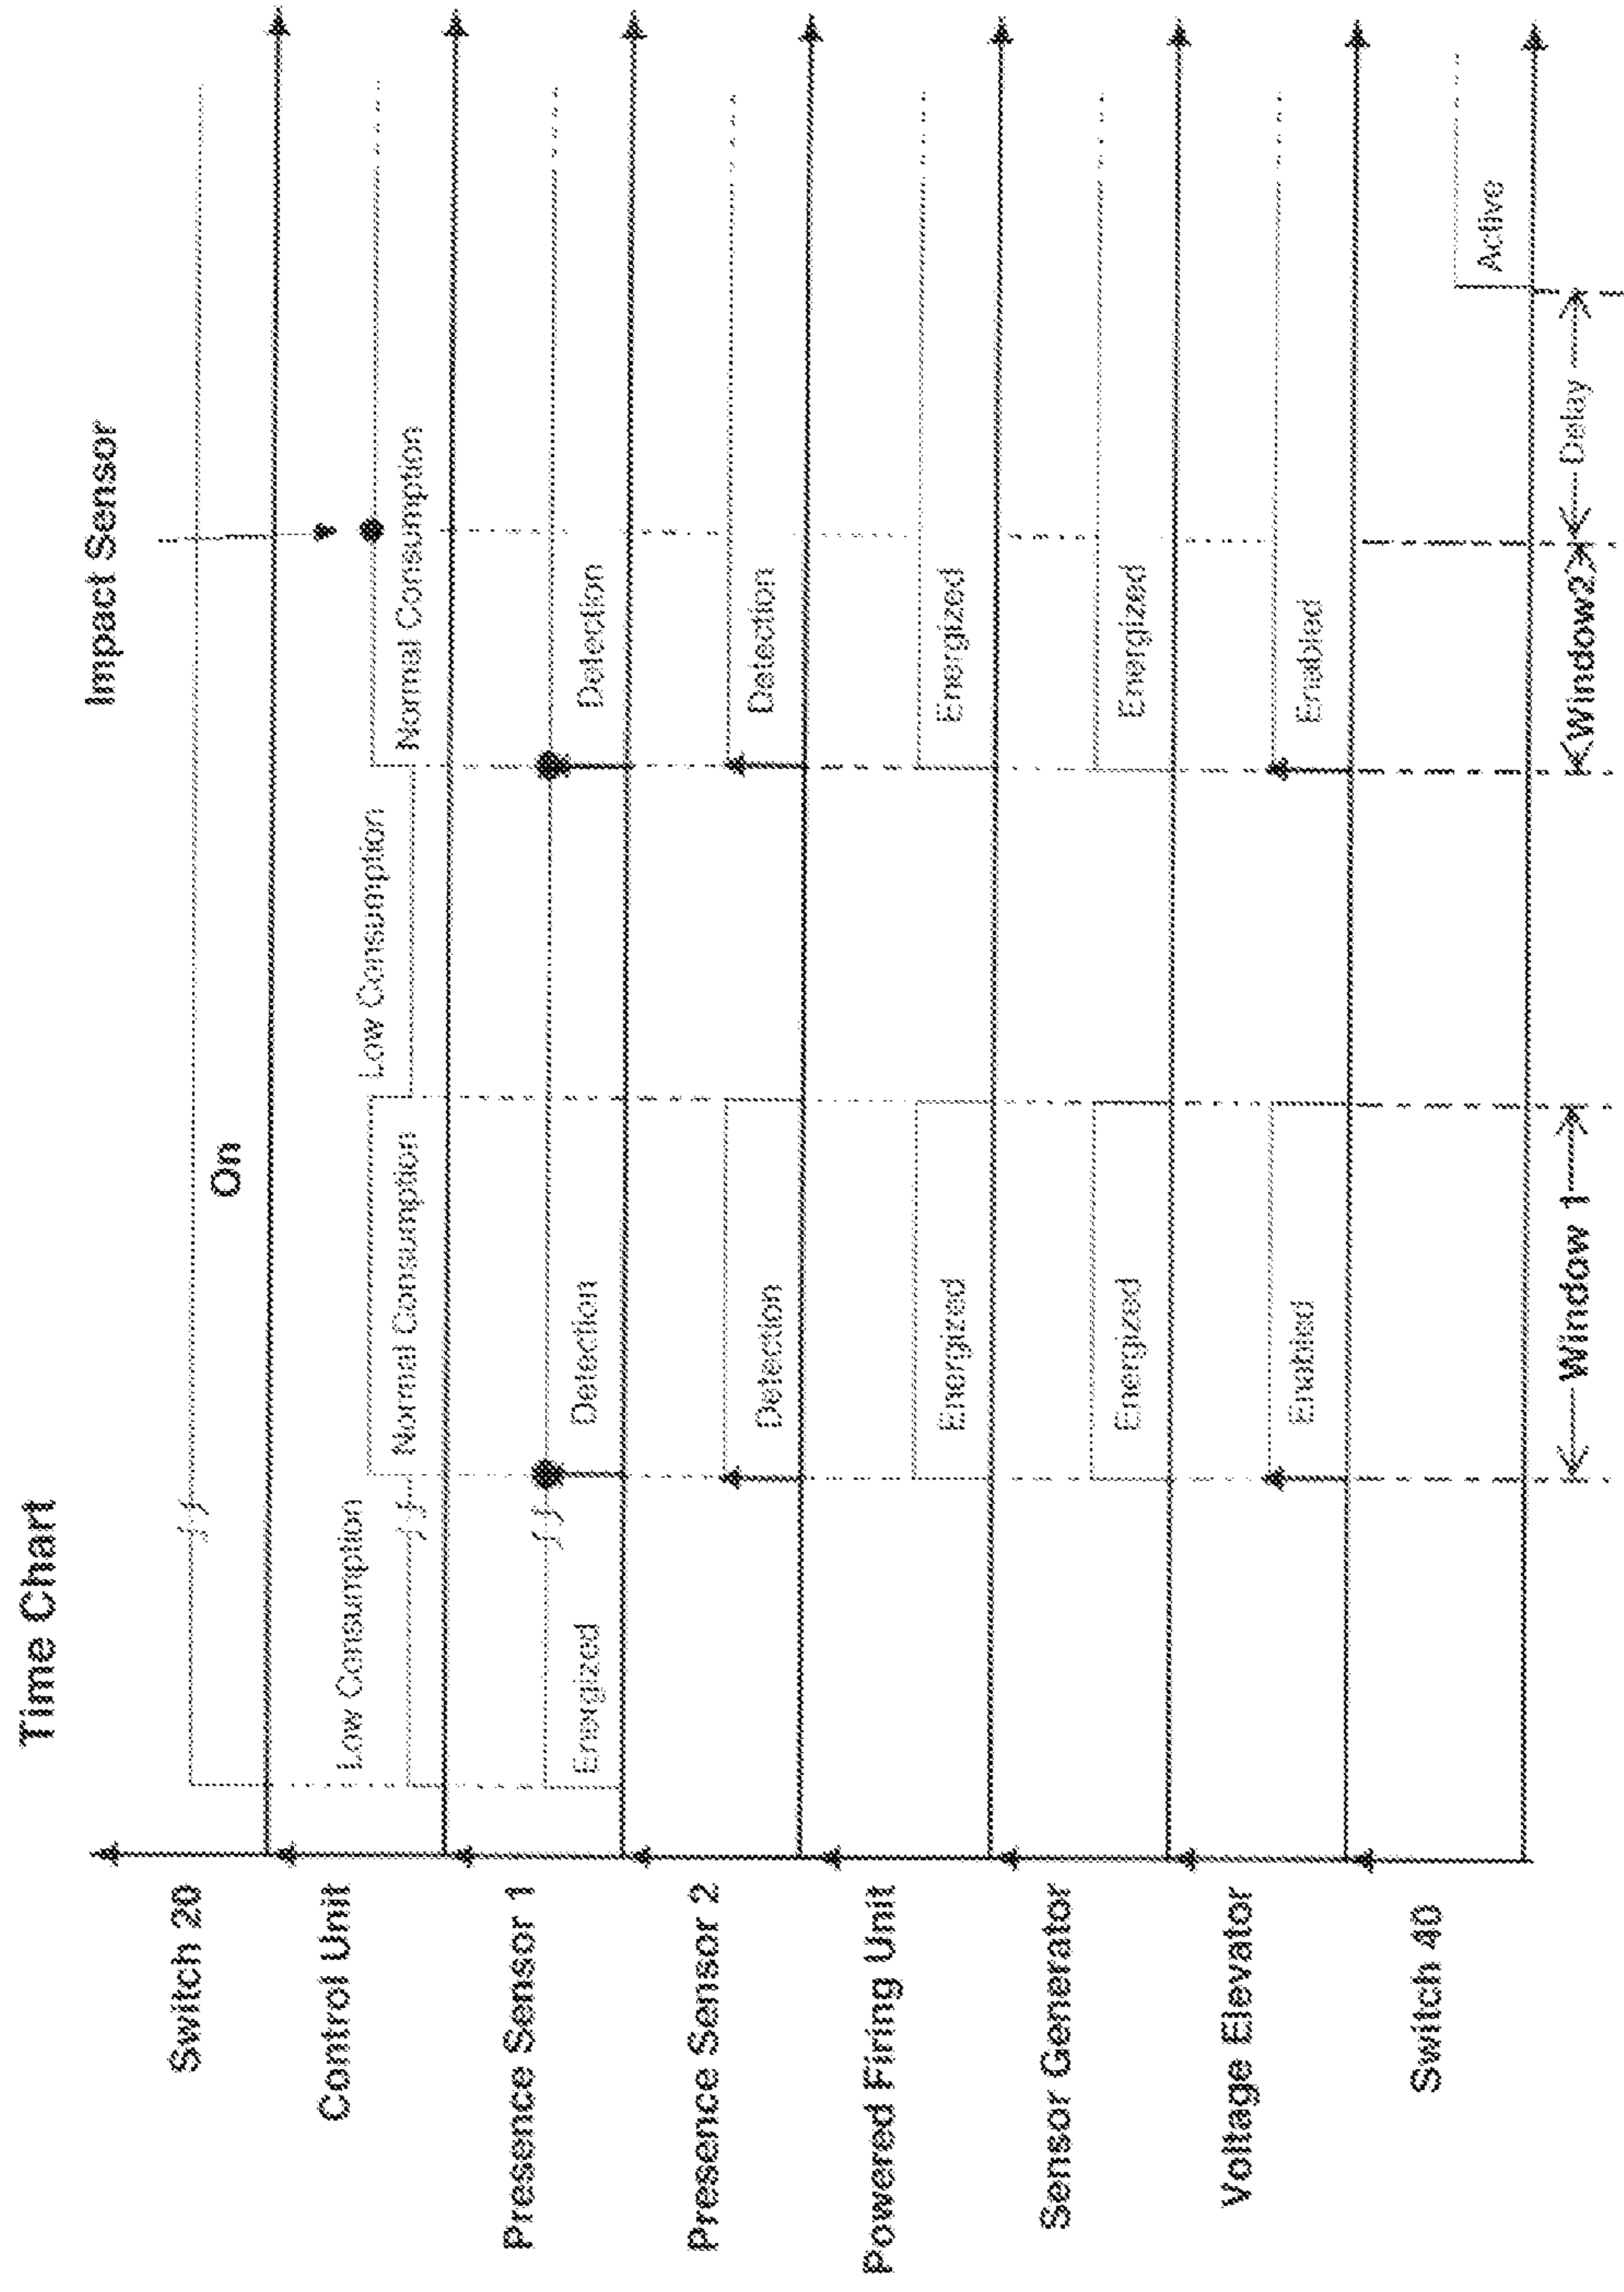 Time Chart
Impact Sensor
Switch 20
On
Control Unit
Low Consumption
Normal Consumption
Low Consumption
Normal Consumption
Presence Sensor 1
Energized
Detection
Detection
Presence Sensor 2
Detection
Detection
Powered Firing Unit
Energized
Energized
Sensor Generator
Energized
Energized
Voltage Elevator
Enabled
Enabled
Switch 40
Active
Window 1
Window2
Delay